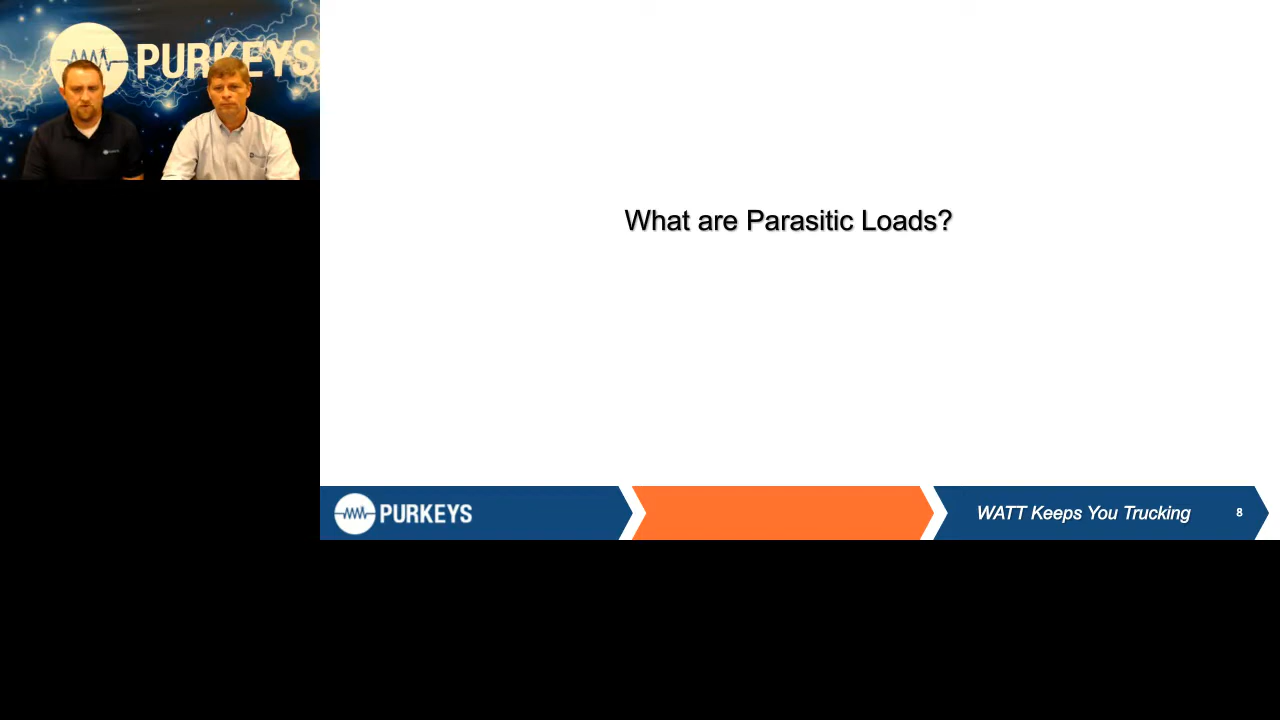 PURKEYS
What are Parasitic Loads?
PURKEYS
WATT Keeps You Trucking
8